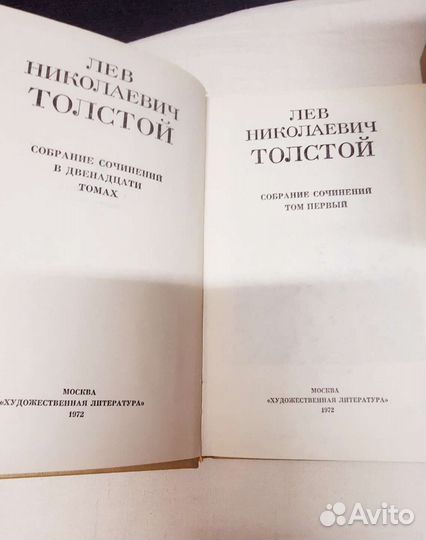 ЛЕВ
НИКОЛАЕВИЧ
ТОЛСТОЙ
СОБРАНИЕ СОЧИНЕНИЙ
В ДВЕНАДЦАТИ
ТОМАХ
МОСКВА
«ХУДОЖЕСТВЕННАЯ ЛИТЕРАТУРА»
1972
ЛЕВ
НИКОЛАЕВИЧ
ТОЛСТОЙ
СОБРАНИЕ СОЧИНЕНИЙ
ТОМ ПЕРВЫЙ
МОСКВА
«ХУДОЖЕСТВЕННАЯ ЛИТЕРАТУРА»
1972
Avito